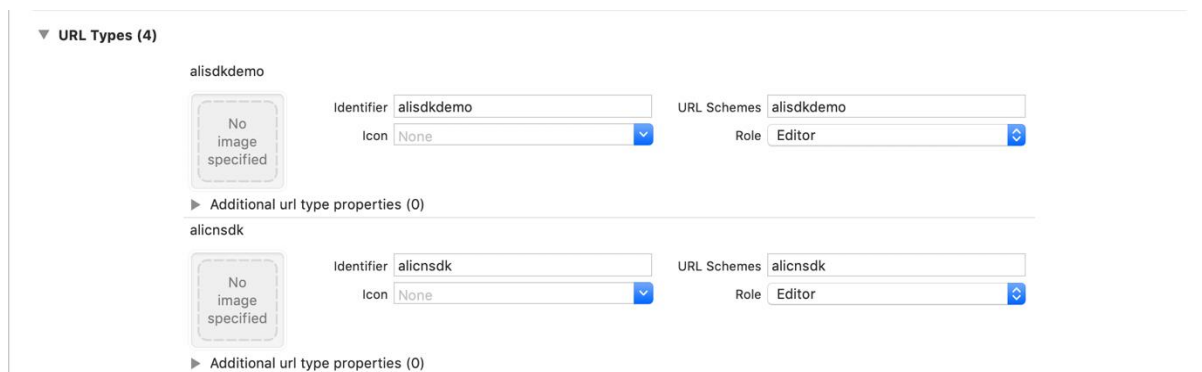 URL Types (4)
alisdkdemo
No
image
specified
Identifier alisdkdemo
URL Schemes alisdkdemo
Icon None
Role Editor
Additional url type properties (0)
alicnsdk
No
image
specified
Identifier alicnsdk
URL Schemes alicnsdk
Icon None
Role Editor
Additional url type properties (0)